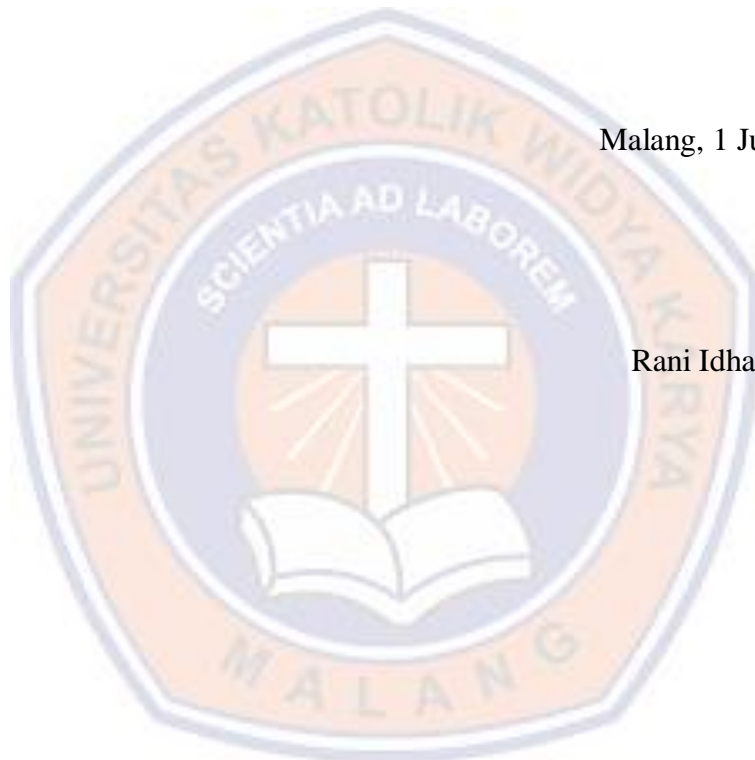 UNIVERSITAS KATOLIK WIDYA KARYA
Malang, 1 Ju
SCIENTIA AD LABOREM
Rani Idha
MALANG